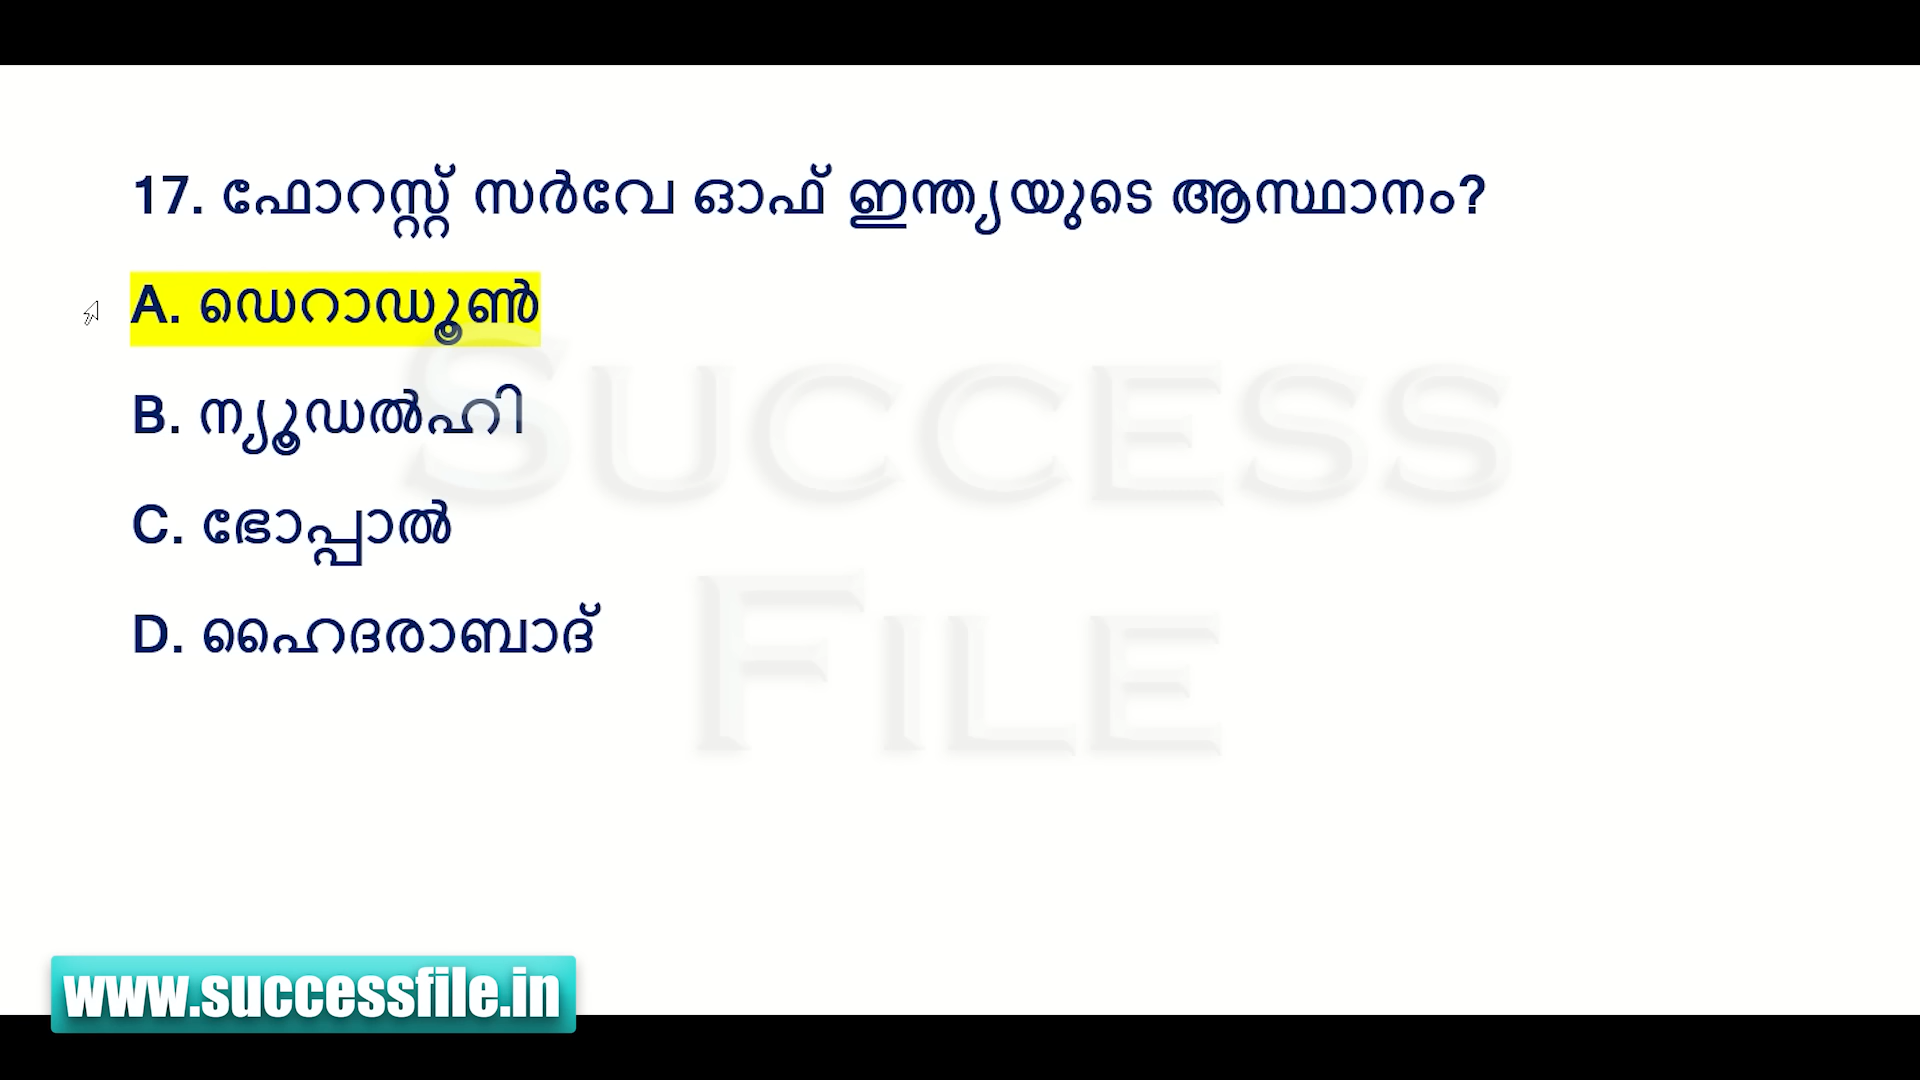 17. ഫോറസ്റ്റ് സർവേ ഓഫ് ഇന്ത്യയുടെ ആസ്ഥാനം?
A. ഡെറാഡൂൺ
B. ന്യൂഡൽഹി
C. ഭോപ്പാൽ
D. ഹൈദരാബാദ്
SUCCESS
FILE
www.successfile.in